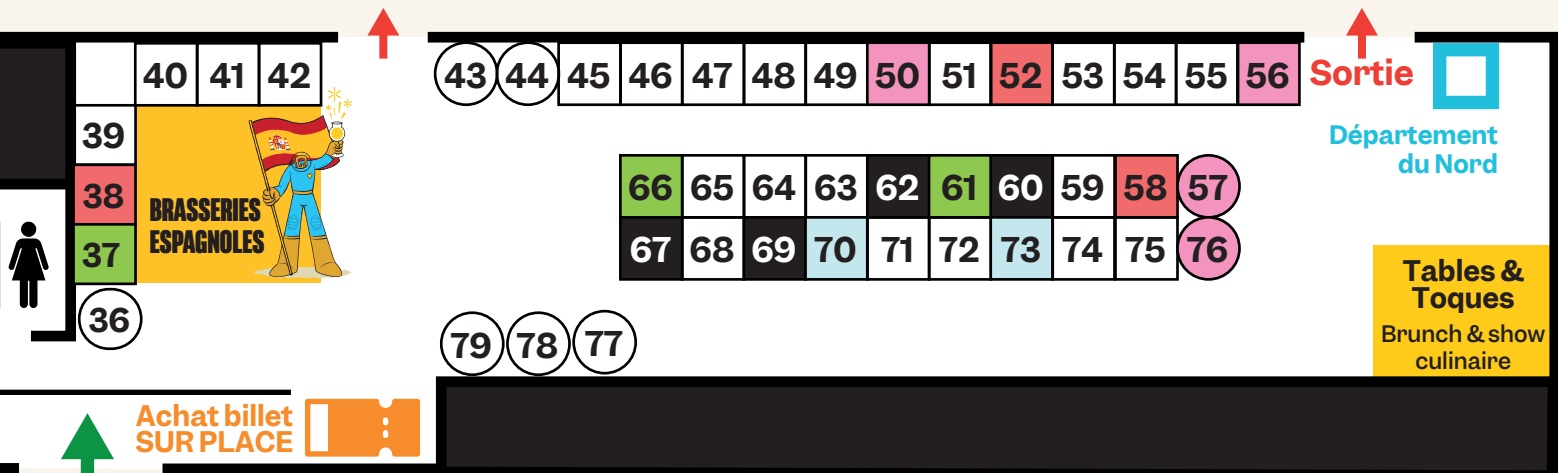 40 41 42
43 44 45 46 47 48 49 50 51 52 53 54 55 56
Sortie
Département
du Nord
39
38
37
36
BRASSERIES
ESPAGNOLES
66 65 64 63 62 61 60 59 58 57
67 68 69 70 71 72 73 74 75 76
79 78 77
Tables &
Toques
Brunch & show
culinaire
Achat billet
SUR PLACE